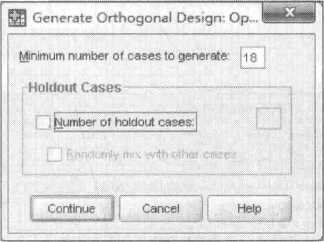 Generate Orthogonal Design: Op...
Minimum number of cases to generate: 18
Holdout Cases
Number of holdout cases:
Randomly mix with other cases
Continue Cancel Help